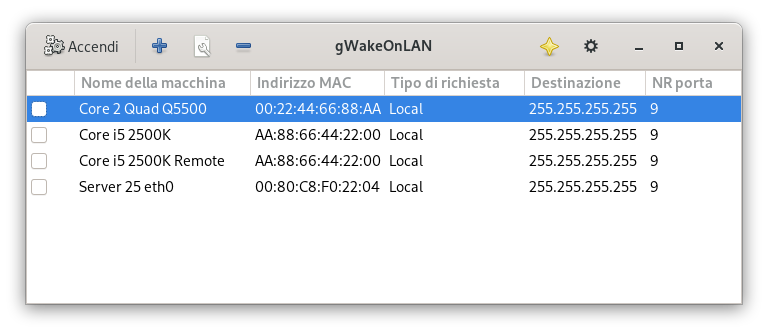 Accendi gWakeOnLAN
Nome della macchina Indirizzo MAC Tipo di richiesta Destinazione NR porta
Core 2 Quad Q5500 00:22:44:66:88:AA Local 255.255.255.255 9
Core i5 2500K AA:88:66:44:22:00 Local 255.255.255.255 9
Core i5 2500K Remote AA:88:66:44:22:00 Local 255.255.255.255 9
Server 25 eth0 00:80:C8:F0:22:04 Local 255.255.255.255 9